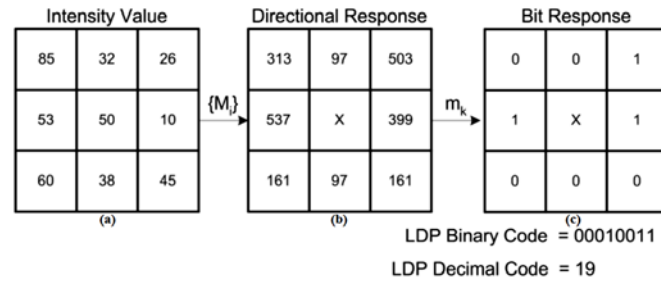 Intensity Value Directional Response Bit Response
85 32 26 313 97 503 0 0 1
{Mᵢ} mₖ
53 50 10 537 X 399 1 X 1
60 38 45 161 97 161 0 0 0
(a) (b) (c)
LDP Binary Code = 00010011
LDP Decimal Code = 19